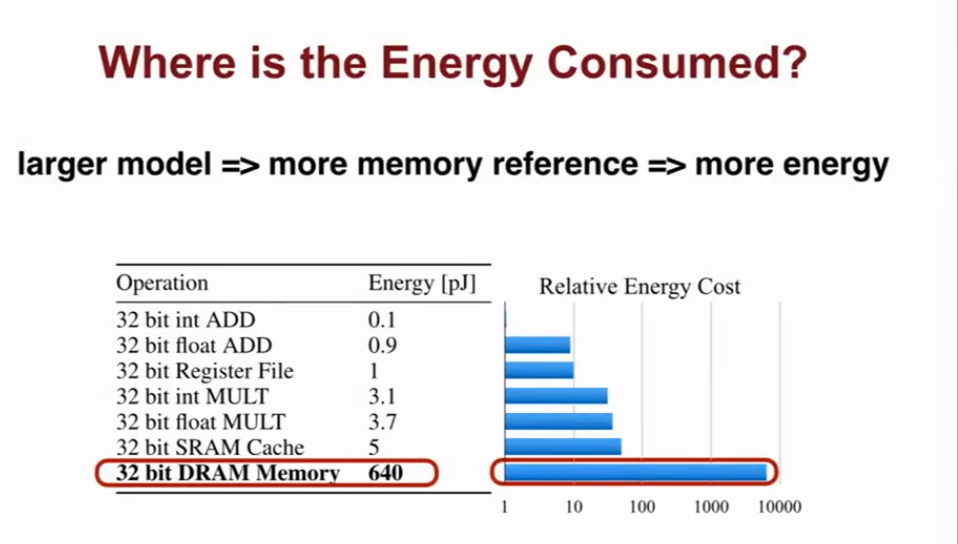 Where is the Energy Consumed?
larger model => more memory reference => more energy
Operation Energy [pJ] Relative Energy Cost
32 bit int ADD 0.1
32 bit float ADD 0.9
32 bit Register File 1
32 bit int MULT 3.1
32 bit float MULT 3.7
32 bit SRAM Cache 5
32 bit DRAM Memory 640
1 10 100 1000 10000